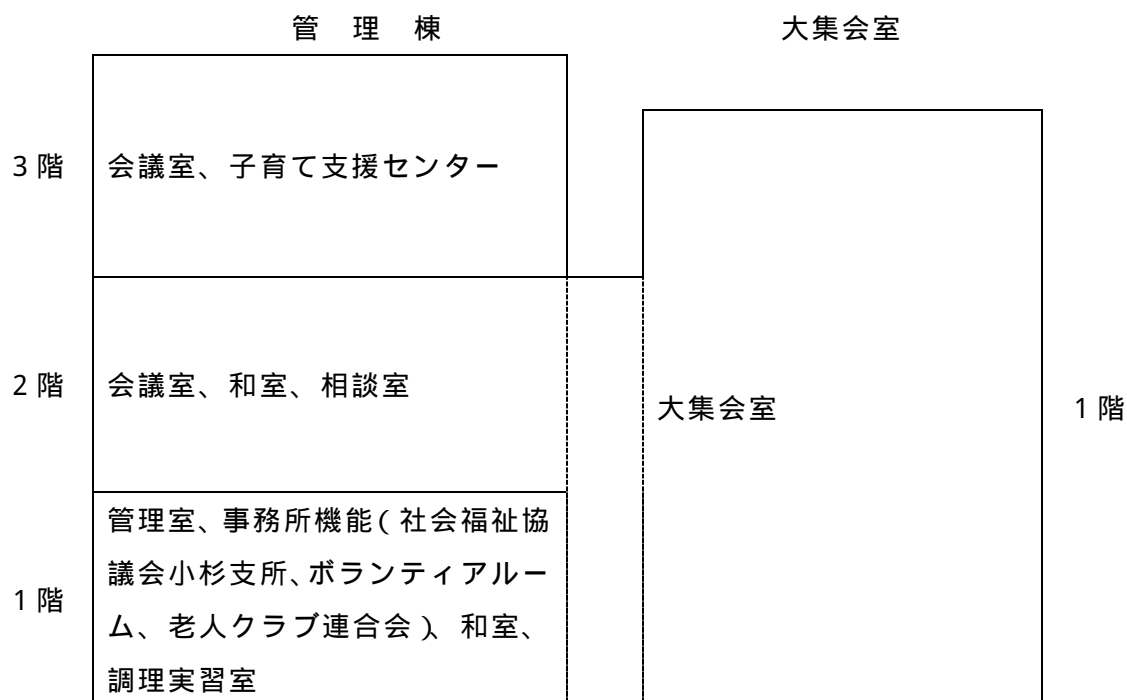 管 理 棟
大集会室
3 階
会議室、子育て支援センター
2 階
会議室、和室、相談室
大集会室
1 階
1 階
管理室、事務所機能(社会福祉協
議会小杉支所、ボランティアルー
ム、老人クラブ連合会)、和室、
調理実習室